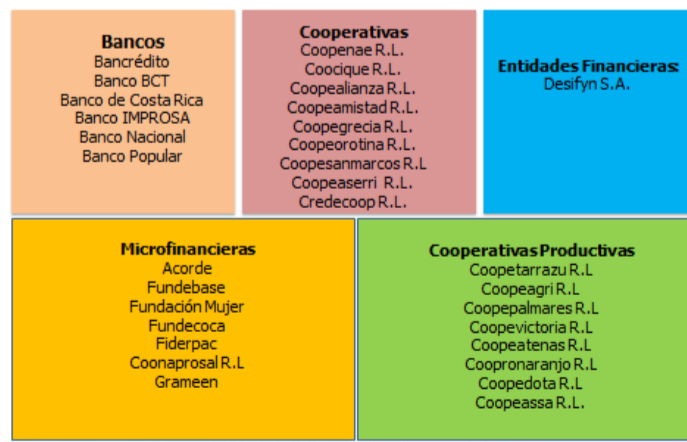 Bancos
Bancrédito
Banco BCT
Banco de Costa Rica
Banco IMPROSA
Banco Nacional
Banco Popular
Cooperativas
Coopenae R.L.
Coocique R.L.
Coopealianza R.L.
Coopeamistad R.L.
Coopegrecia R.L.
Coopeorotina R.L.
Coopesanmarcos R.L
Coopeaserri R.L.
Credecoop R.L.
Entidades Financieras:
Desifyn S.A.
Microfinancieras
Acorde
Fundebase
Fundación Mujer
Fundecoca
Fiderpac
Coonaprosal R.L
Grameen
Cooperativas Productivas
Coopetarrazu R.L
Coopeagri R.L
Coopepalmares R.L
Coopevictoria R.L
Coopeatenas R.L
Coopronaranjo R.L
Coopedota R.L
Coopeassa R.L.